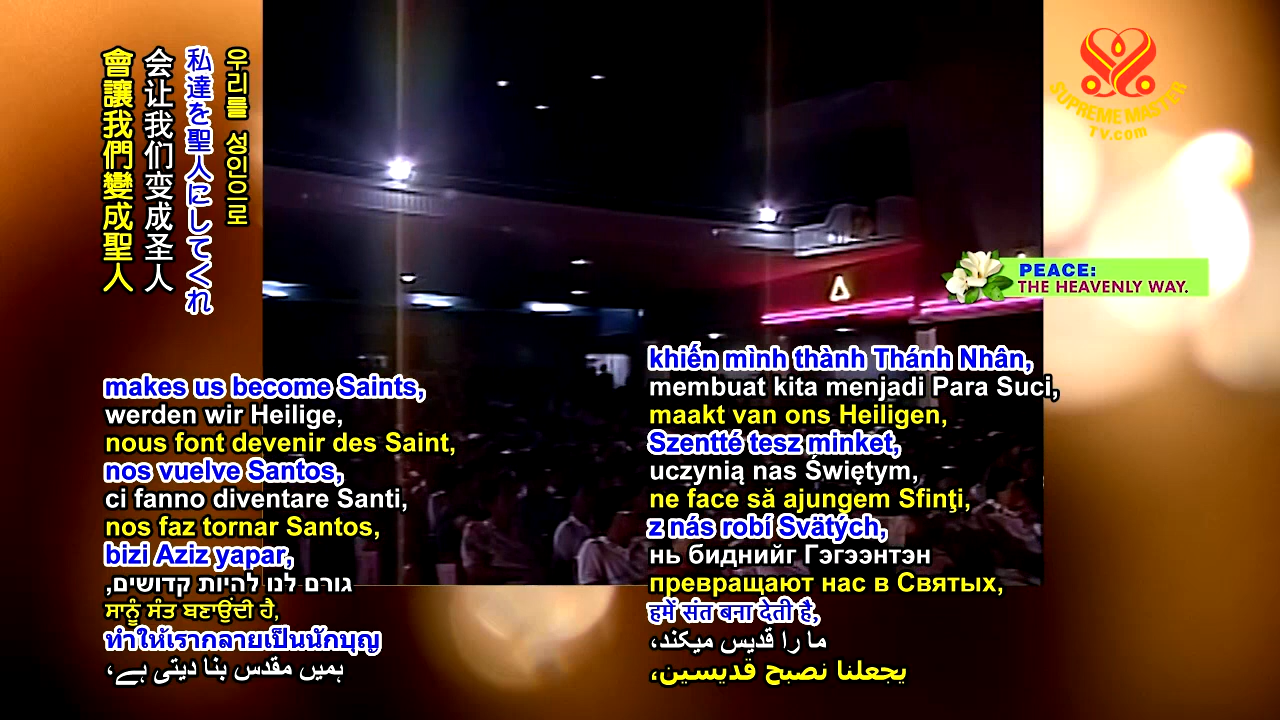 우리를 성인으로
私達を聖人にしてくれ
会让我们变成圣人
會讓我們變成聖人
SUPREME MASTER
TV.com
PEACE:
THE HEAVENLY WAY.
makes us become Saints,
werden wir Heilige,
nous font devenir des Saint,
nos vuelve Santos,
ci fanno diventare Santi,
nos faz tornar Santos,
bizi Aziz yapar,
גורם לנו להיות קדושים,
ਸਾਨੂੰ ਸੰਤ ਬਣਾਉਂਦੀ ਹੈ,
ทำให้เรากลายเป็นนักบุญ
ہمیں مقدس بنا دیتی ہے،
khiến mình thành Thánh Nhân,
membuat kita menjadi Para Suci,
maakt van ons Heiligen,
Szentté tesz minket,
uczynią nas Świętym,
ne face să ajungem Sfinţi,
z nás robí Svätých,
нь биднийг Гэгээнтэн
превращают нас в Святых,
हमें संत बना देती है,
ما را قدیس میکند،
يجعلنا نصبح قديسين،